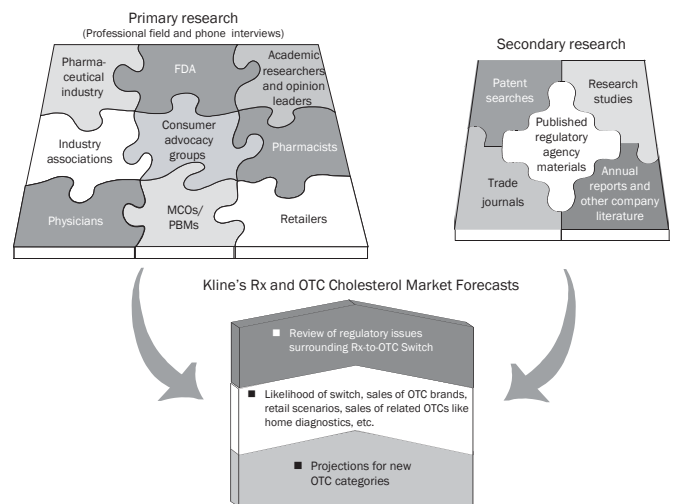 Primary research
(Professional field and phone interviews)
Pharma-
ceutical
industry
FDA
Academic
researchers
and opinion
leaders
Industry
associations
Consumer
advocacy
groups
Pharmacists
Physicians
MCOs/
PBMs
Retailers
Secondary research
Patent
searches
Research
studies
Published
regulatory
agency
materials
Trade
journals
Annual
reports and
other company
literature
Kline's Rx and OTC Cholesterol Market Forecasts
■ Review of regulatory issues
surrounding Rx-to-OTC Switch
■ Likelihood of switch, sales of OTC brands,
retail scenarios, sales of related OTCs like
home diagnostics, etc.
■ Projections for new
OTC categories